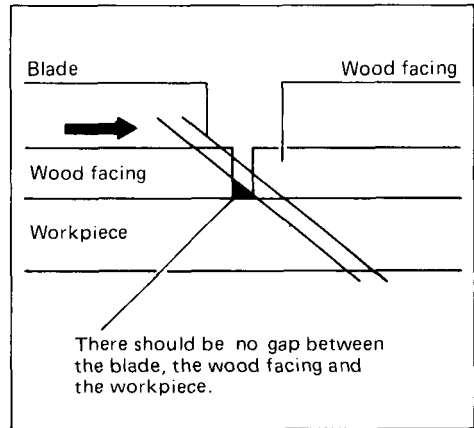 Blade
Wood facing
Wood facing
Workpiece
There should be no gap between
the blade, the wood facing and
the workpiece.